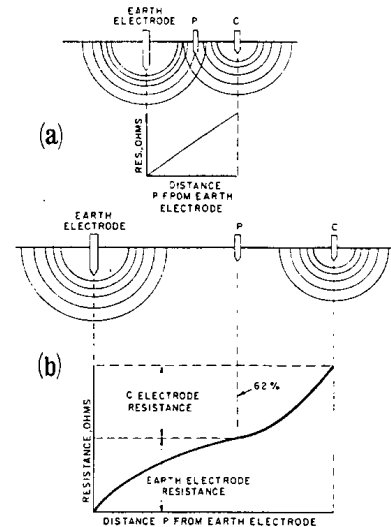 EARTH
ELECTRODE P C
(a)
RES., OHMS
DISTANCE
P FROM EARTH
ELECTRODE
EARTH
ELECTRODE P C
(b)
RESISTANCE, OHMS
C ELECTRODE
RESISTANCE
62%
EARTH ELECTRODE
RESISTANCE
DISTANCE P FROM EARTH ELECTRODE